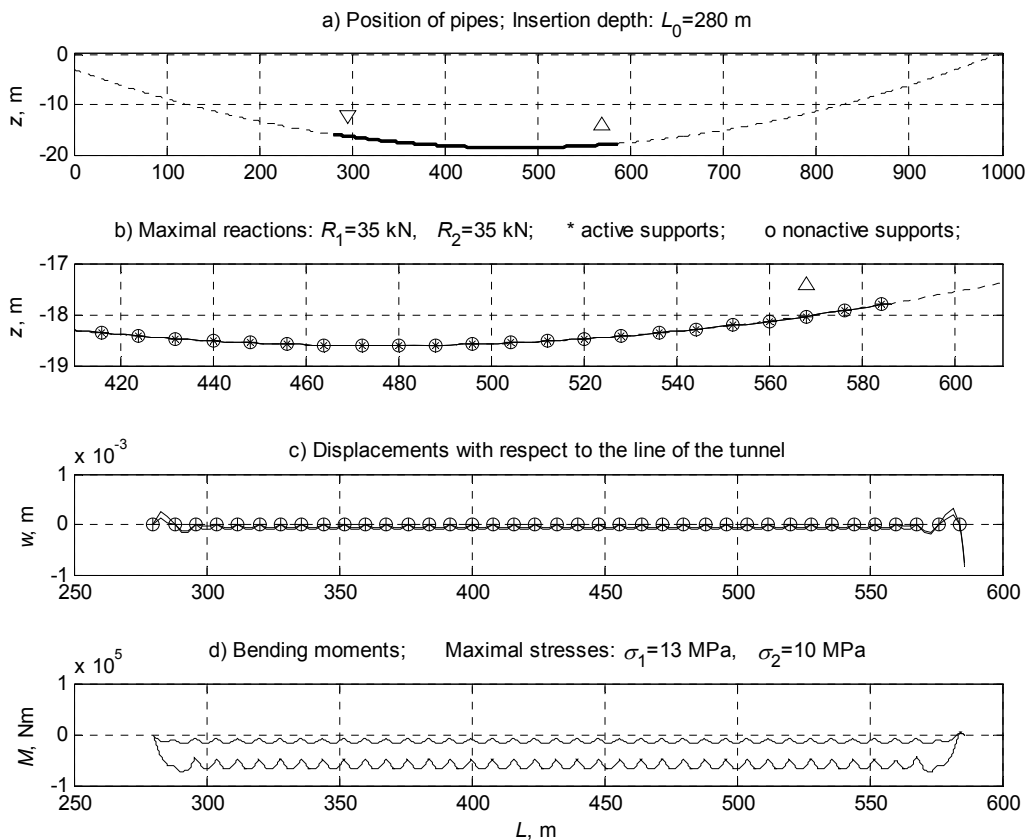 a) Position of pipes; Insertion depth: L0=280 m
0
-10
-20
z, m
0 100 200 300 400 500 600 700 800 900 1000
b) Maximal reactions: R1=35 kN, R2=35 kN; * active supports; o nonactive supports;
-17
-18
-19
z, m
420 440 460 480 500 520 540 560 580 600
x 10-3
c) Displacements with respect to the line of the tunnel
1
0
-1
w, m
250 300 350 400 450 500 550 600
x 105
d) Bending moments; Maximal stresses: σ1=13 MPa, σ2=10 MPa
1
0
-1
M, Nm
250 300 350 400 450 500 550 600
L, m